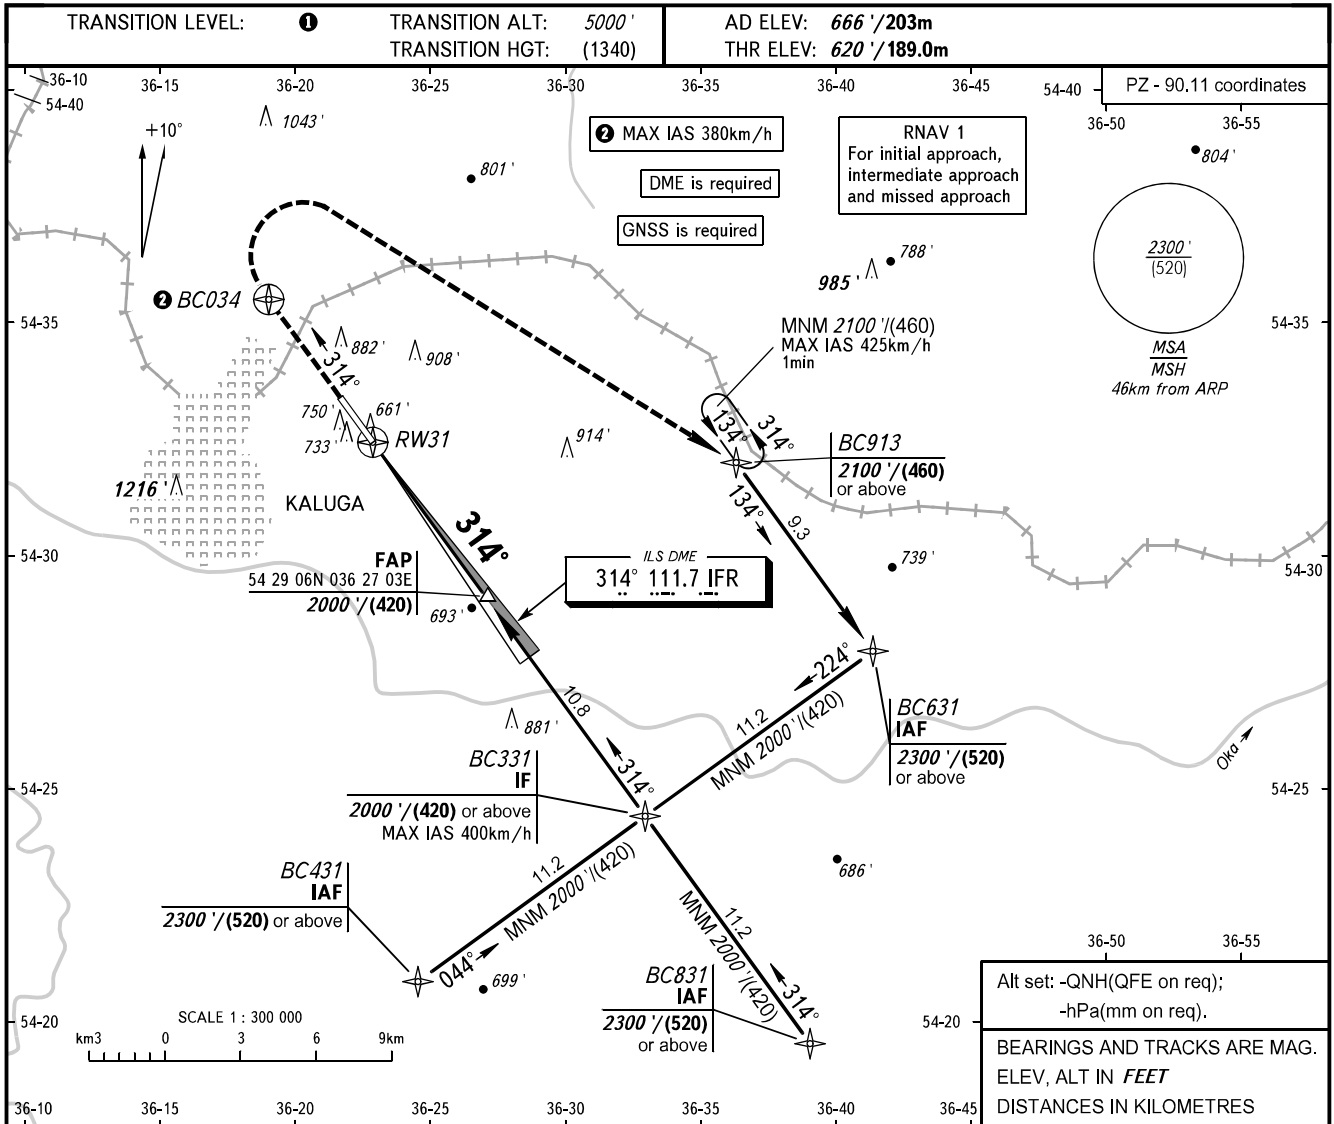 TRANSITION LEVEL: 1 TRANSITION ALT: 5000 '
TRANSITION HGT: (1340)
AD ELEV: 666 '/203m
THR ELEV: 620 '/189.0m
36-10 36-15 36-20 36-25 36-30 36-35 36-40 54-40
54-40
PZ - 90.11 coordinates
36-50 36-55
+10°
1043 '
801 '
2 MAX IAS 380km/h
DME is required
GNSS is required
RNAV 1
For initial approach,
intermediate approach
and missed approach
804 '
788 '
985 '
2300 '
(520)
MSA
MSH
46km from ARP
2 BC034
54-35
54-35
MNM 2100 '/(460)
MAX IAS 425km/h
1min
314°
882 '
908 '
750 '
661 '
733 '
RW31
914 '
134°
314°
BC913
2100 '/(460)
or above
1216 '
KALUGA
314°
134°
9.3
739 '
54-30
54-30
FAP
54 29 06N 036 27 03E
2000 '/(420)
693 '
ILS DME
314° 111.7 IFR
224°
11.2
MNM 2000 '/(420)
10.8
881 '
BC631
IAF
2300 '/(520)
or above
Oka
BC331
IF
2000 '/(420) or above
MAX IAS 400km/h
314°
54-25
54-25
BC431
IAF
2300 '/(520) or above
11.2
MNM 2000 '/(420)
044°
699 '
686 '
11.2
MNM 2000 '/(420)
314°
BC831
IAF
2300 '/(520)
or above
36-50 36-55
54-20
54-20
SCALE 1 : 300 000
km3 0 3 6 9km
Alt set: -QNH(QFE on req);
-hPa(mm on req).
BEARINGS AND TRACKS ARE MAG.
ELEV, ALT IN FEET
DISTANCES IN KILOMETRES
36-10 36-15 36-20 36-25 36-30 36-35 36-40 36-45